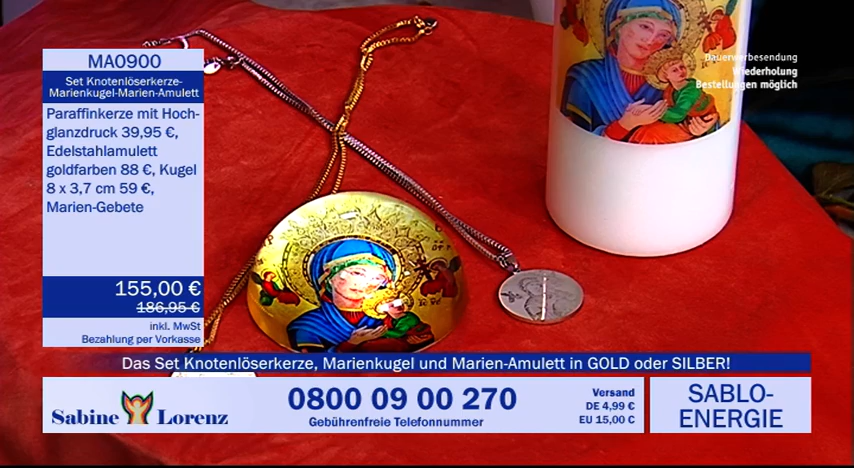 MA0900
Set Knotenlöserkerze-
Marienkugel-Marien-Amulett
Paraffinkerze mit Hoch-
glanzdruck 39,95 €,
Edelstahlamulett
goldfarben 88 €, Kugel
8 x 3,7 cm 59 €,
Marien-Gebete
155,00 €
186,95 €
inkl. MwSt
Bezahlung per Vorkasse
Dauerwerbesendung
Wiederholung
Bestellungen möglich
Das Set Knotenlöserkerze, Marienkugel und Marien-Amulett in GOLD oder SILBER!
Sabine Lorenz
0800 09 00 270
Gebührenfreie Telefonnummer
Versand
DE 4,99 €
EU 15,00 €
SABLO-
ENERGIE